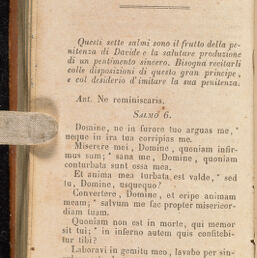 Questi sette salmi sono il frutto della pe-
nitenza di Davide e la salutare produzione
di un pentimento sincero. Bisogna recitarli
colle disposizioni di questo gran principe,
e col desiderio d'imitare la sua penitenza.
Ant. Ne reminiscaris.
SALMO 6.
Domine, ne in furore tuo arguas me, *
neque in ira tua corripias me.
Miserere mei, Domine, quoniam infir-
mus sum; * sana me, Domine, quoniam
conturbata sunt ossa mea.
Et anima mea turbata est valde, * sed
tu, Domine, usquequo?
Convertere, Domine, et eripe animam
meam; * salvum me fac propter misericor-
diam tuam.
Quoniam non est in morte, qui memor
sit tui; * in inferno autem quis confitebi-
tur tibi?
Laboravi in gemitu meo, lavabo per sin-